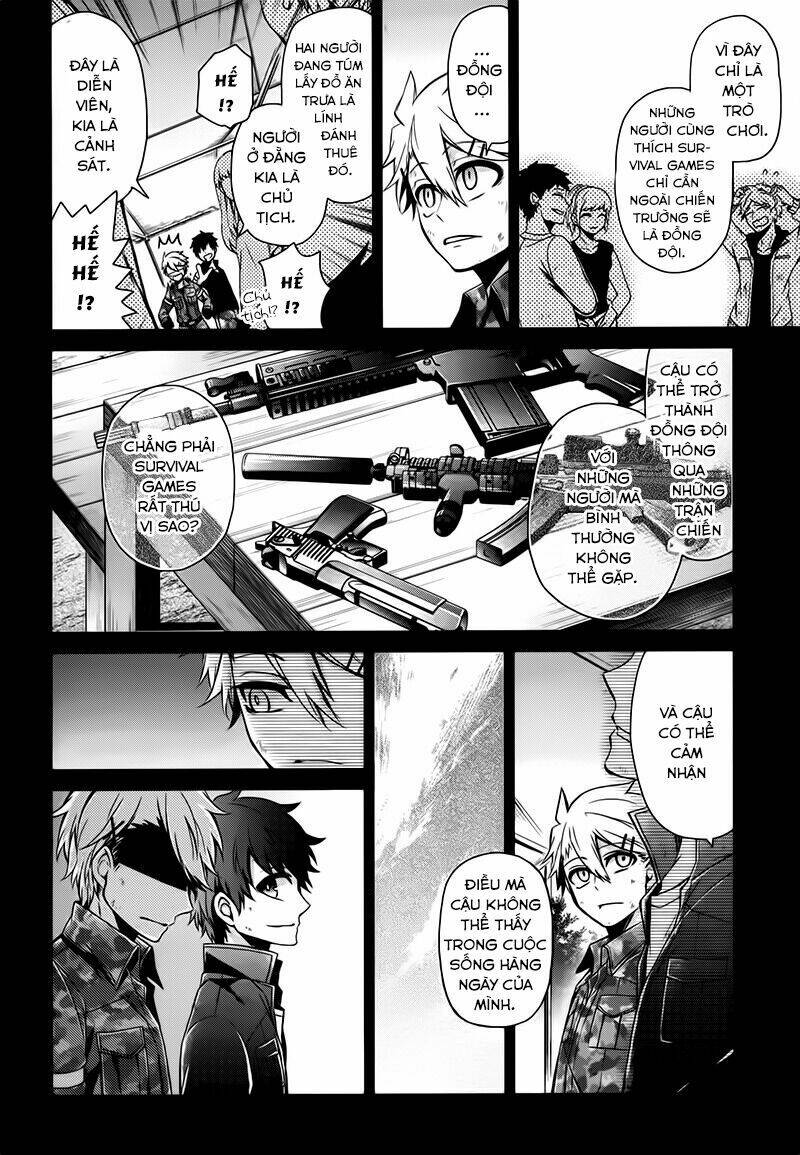 VÌ ĐÂY
CHỈ LÀ
MỘT
TRÒ
CHƠI.
NHỮNG
NGƯỜI CÙNG
THÍCH SUR-
VIVAL GAMES
CHỈ CẦN
NGOÀI CHIẾN
TRƯỜNG SẼ
LÀ ĐỒNG
ĐỘI.
...
ĐỒNG
ĐỘI
...
HAI NGƯỜI
ĐANG TÚM
LẤY ĐỒ ĂN
TRƯA LÀ
LÍNH
ĐÁNH
THUÊ
ĐÓ.
NGƯỜI
Ở ĐẰNG
KIA LÀ CHỦ
TỊCH.
HẾ
!?
HẾ
!?
Chủ
tịch!?
ĐÂY LÀ
DIỄN
VIÊN,
KIA LÀ
CẢNH
SÁT.
HẾ
HẾ
!?
CẬU CÓ
THỂ TRỞ
THÀNH
ĐỒNG ĐỘI
THÔNG
QUA
NHỮNG
TRẬN
CHIẾN
VỚI
NHỮNG
NGƯỜI MÀ
BÌNH
THƯỜNG
KHÔNG
THỂ GẶP.
CHẲNG PHẢI
SURVIVAL
GAMES
RẤT THÚ
VỊ SAO?
VÀ CẬU
CÓ THỂ
CẢM
NHẬN
ĐIỀU MÀ
CẬU KHÔNG
THỂ THẤY
TRONG CUỘC
SỐNG HÀNG
NGÀY CỦA
MÌNH.